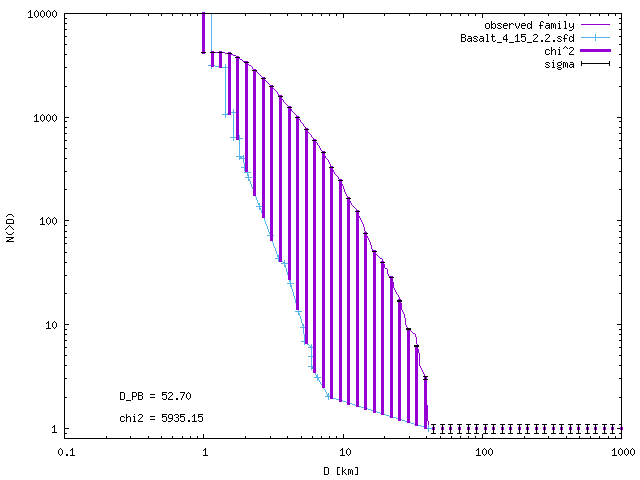 10000
1000
100
10
1
N(>D)
observed family
Basalt_4_15_2.2.sfd
chi^2
sigma
D_PB = 52.70
chi2 = 5935.15
0.1 1 10 100 1000
D [km]